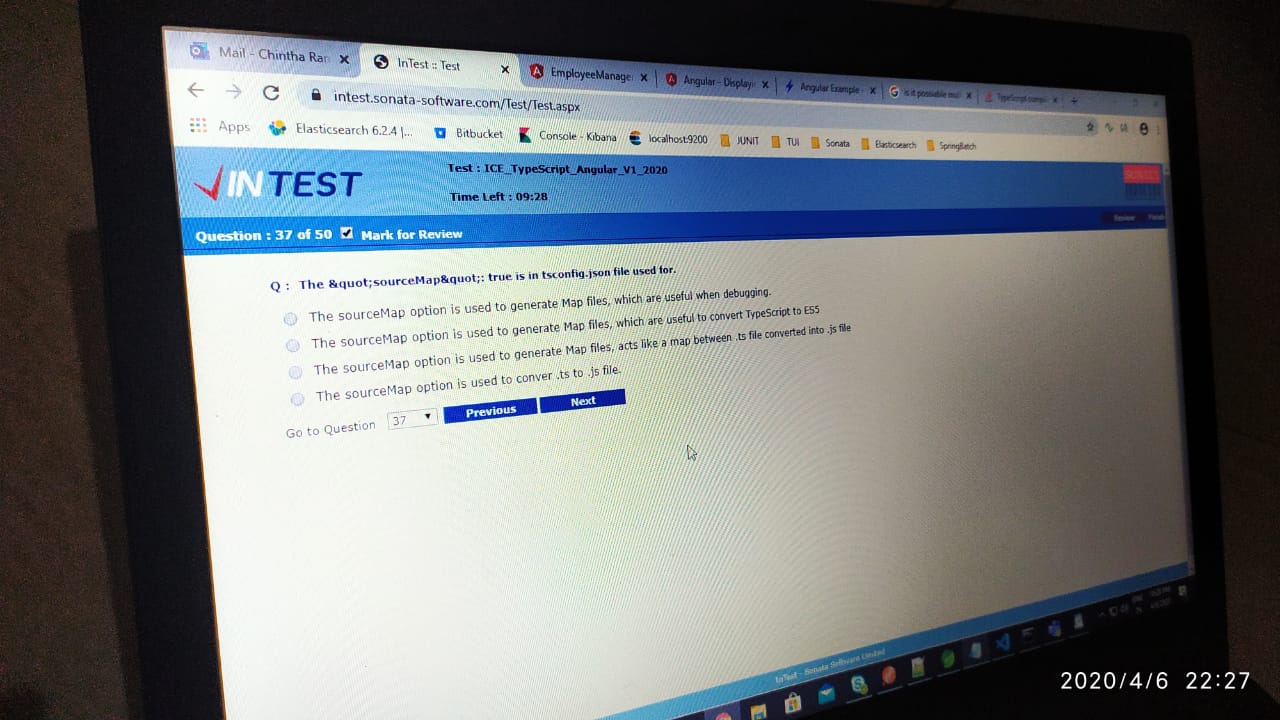 Mail - Chintha Ran
InTest :: Test
EmployeeManage
Angular - Display
Angular Example -
intest.sonata-software.com/Test/Test.aspx
Apps
Elasticsearch 6.2.4 |...
Bitbucket
Console - Kibana
localhost:9200
JUNIT
TUI
Sonata
Elasticsearch
SpringBatch
INTEST
Test : ICE_TypeScript_Angular_V1_2020
Time Left : 09:28
Review
Question : 37 of 50 Mark for Review
Q : The &quot;sourceMap&quot;: true is in tsconfig.json file used for.
The sourceMap option is used to generate Map files, which are useful when debugging.
The sourceMap option is used to generate Map files, which are useful to convert TypeScript to ES5
The sourceMap option is used to generate Map files, acts like a map between .ts file converted into .js file
The sourceMap option is used to conver .ts to .js file.
Go to Question 37 Previous Next
InTest - Sonata Software Limited
2020/4/6 22:27